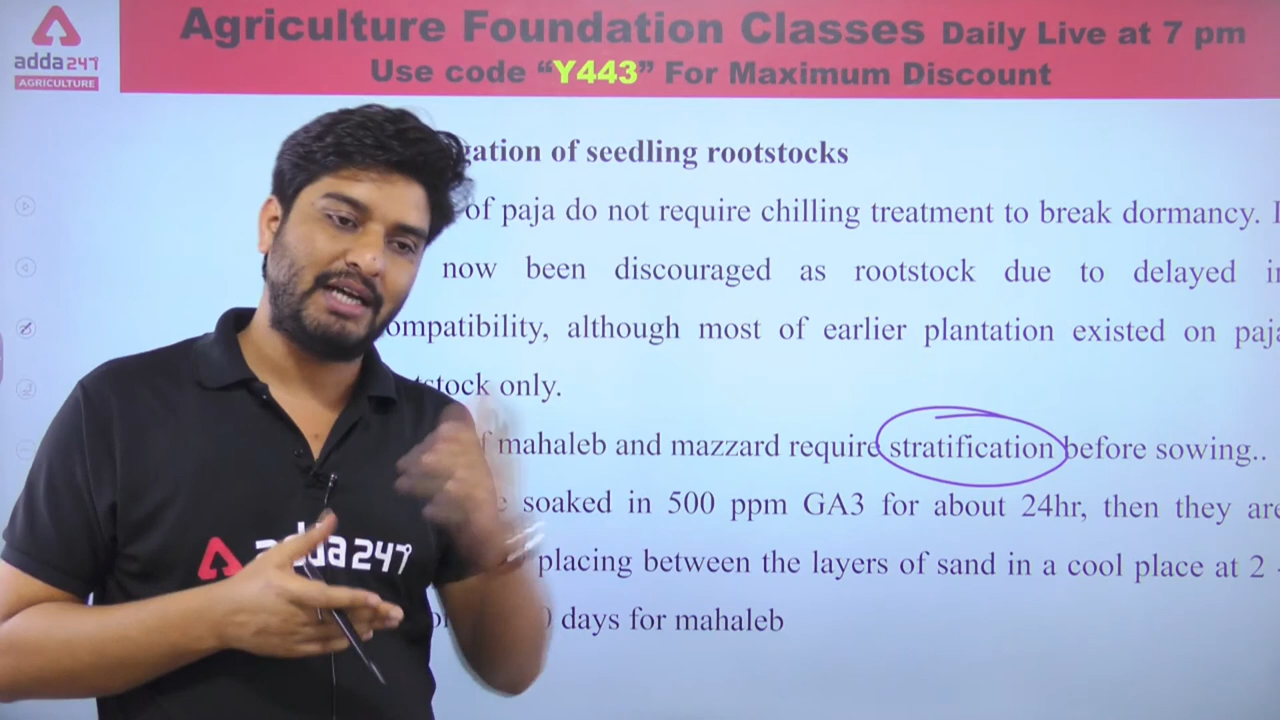 Agriculture Foundation Classes Daily Live at 7 pm
Use code “Y443” For Maximum Discount
adda247
AGRICULTURE
of seedling rootstocks
of paja do not require chilling treatment to break dormancy.
now been discouraged as rootstock due to delayed
although most of earlier plantation existed on
only.
mahaleb and mazzard require stratification before sowing..
soaked in 500 ppm GA3 for about 24hr, then they are
placing between the layers of sand in a cool place at 2
days for mahaleb
adda247